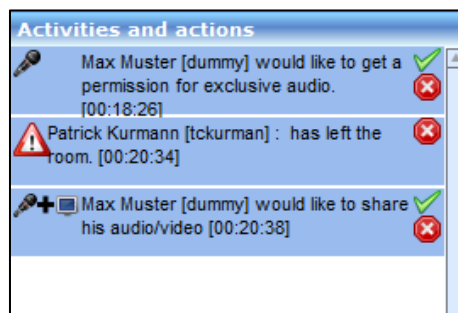 Activities and actions
Max Muster [dummy] would like to get a
permission for exclusive audio.
[00:18:26]
Patrick Kurmann [tckurman] : has left the
room. [00:20:34]
Max Muster [dummy] would like to share
his audio/video [00:20:38]